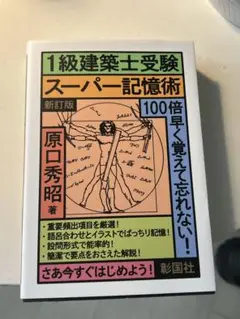 1級建築士受験
スーパー記憶術
新訂版
100倍早く覚えて忘れない!
原口秀昭 著
・重要頻出項目を厳選!
・語呂合わせとイラストでばっちり記憶!
・設問形式で能率的!
・簡潔で要点をおさえた解説!
さあ今すぐはじめよう!
彰国社